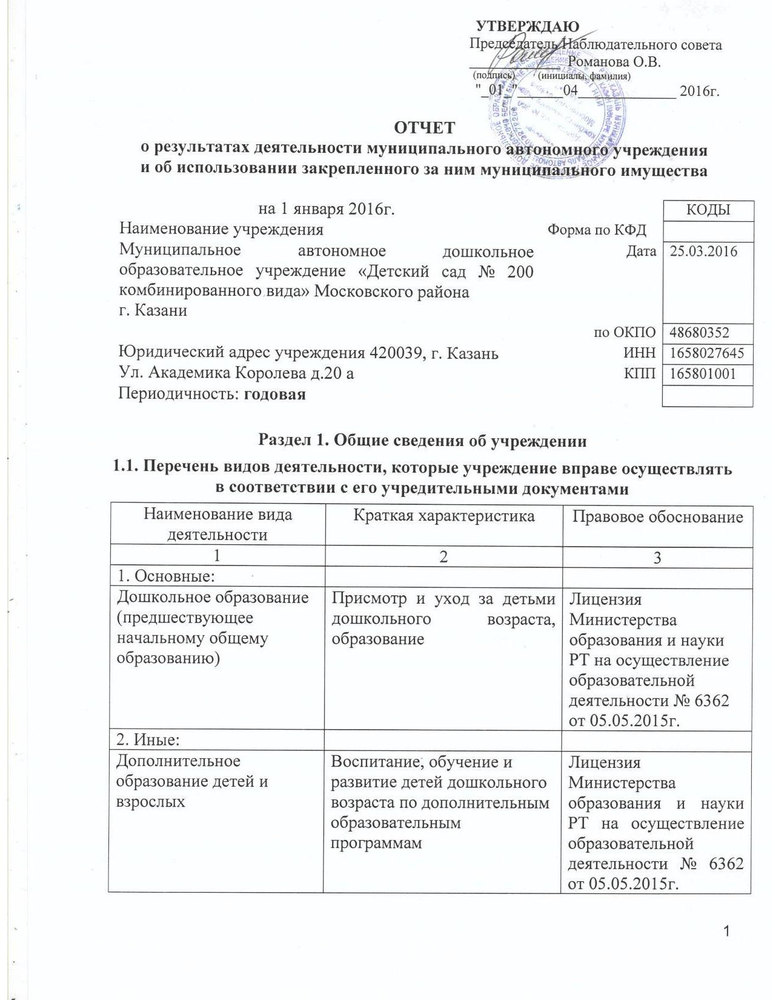 УТВЕРЖДАЮ
Председатель Наблюдательного совета
Романова О.В.
(подпись) (инициалы, фамилия)
"_01_"______04_____________ 2016г.
ОТЧЕТ
о результатах деятельности муниципального автономного учреждения
и об использовании закрепленного за ним муниципального имущества
на 1 января 2016г.
КОДЫ
Наименование учреждения Форма по КФД
Муниципальное автономное дошкольное Дата 25.03.2016
образовательное учреждение «Детский сад № 200
комбинированного вида» Московского района
г. Казани
по ОКПО 48680352
Юридический адрес учреждения 420039, г. Казань ИНН 1658027645
Ул. Академика Королева д.20 а КПП 165801001
Периодичность: годовая
Раздел 1. Общие сведения об учреждении
1.1. Перечень видов деятельности, которые учреждение вправе осуществлять
в соответствии с его учредительными документами
Наименование вида
деятельности
Краткая характеристика
Правовое обоснование
1 2 3
1. Основные:
Дошкольное образование
(предшествующее
начальному общему
образованию)
Присмотр и уход за детьми
дошкольного возраста,
образование
Лицензия
Министерства
образования и науки
РТ на осуществление
образовательной
деятельности № 6362
от 05.05.2015г.
2. Иные:
Дополнительное
образование детей и
взрослых
Воспитание, обучение и
развитие детей дошкольного
возраста по дополнительным
образовательным
программам
Лицензия
Министерства
образования и науки
РТ на осуществление
образовательной
деятельности № 6362
от 05.05.2015г.
1